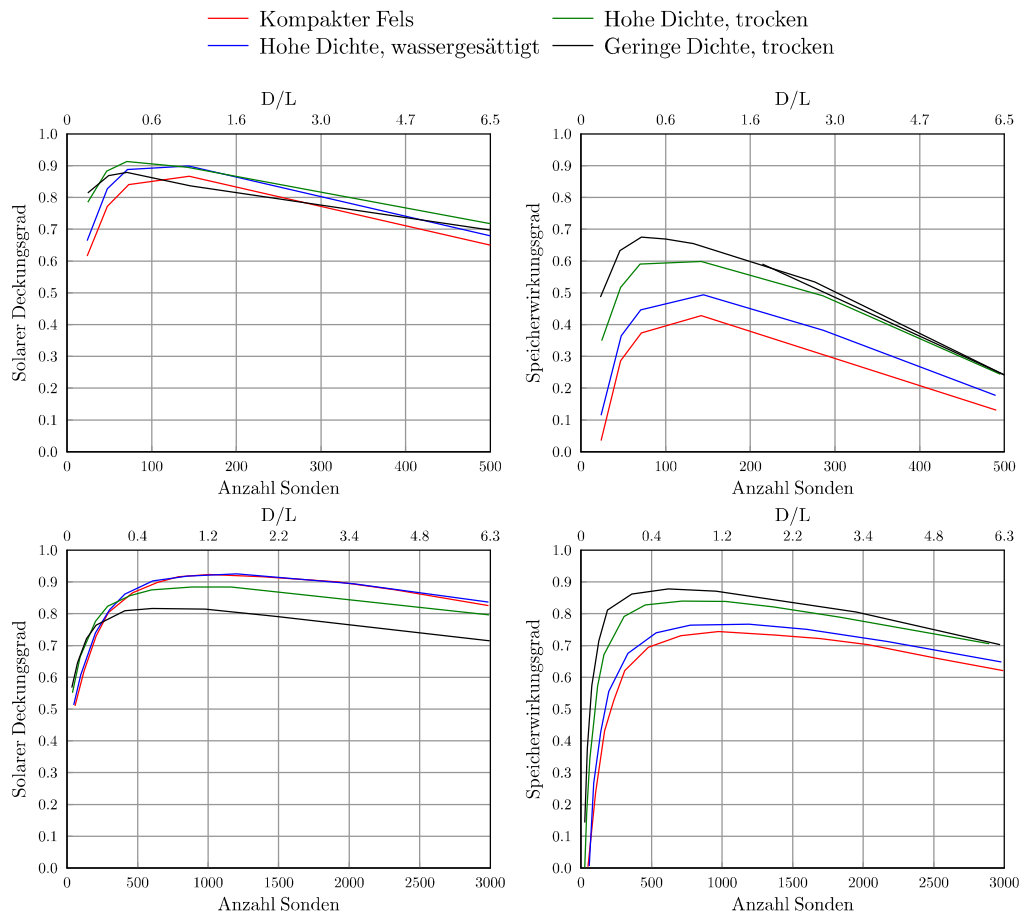 Kompakter Fels
Hohe Dichte, wassergesättigt
Hohe Dichte, trocken
Geringe Dichte, trocken
D/L
0 0.6 1.6 3.0 4.7 6.5
1.0
0.9
0.8
0.7
0.6
0.5
0.4
0.3
0.2
0.1
0.0
Solarer Deckungsgrad
0 100 200 300 400 500
Anzahl Sonden
D/L
0 0.6 1.6 3.0 4.7 6.5
1.0
0.9
0.8
0.7
0.6
0.5
0.4
0.3
0.2
0.1
0.0
Speicherwirkungsgrad
0 100 200 300 400 500
Anzahl Sonden
D/L
0 0.4 1.2 2.2 3.4 4.8 6.3
1.0
0.9
0.8
0.7
0.6
0.5
0.4
0.3
0.2
0.1
0.0
Solarer Deckungsgrad
0 500 1000 1500 2000 2500 3000
Anzahl Sonden
D/L
0 0.4 1.2 2.2 3.4 4.8 6.3
1.0
0.9
0.8
0.7
0.6
0.5
0.4
0.3
0.2
0.1
0.0
Speicherwirkungsgrad
0 500 1000 1500 2000 2500 3000
Anzahl Sonden